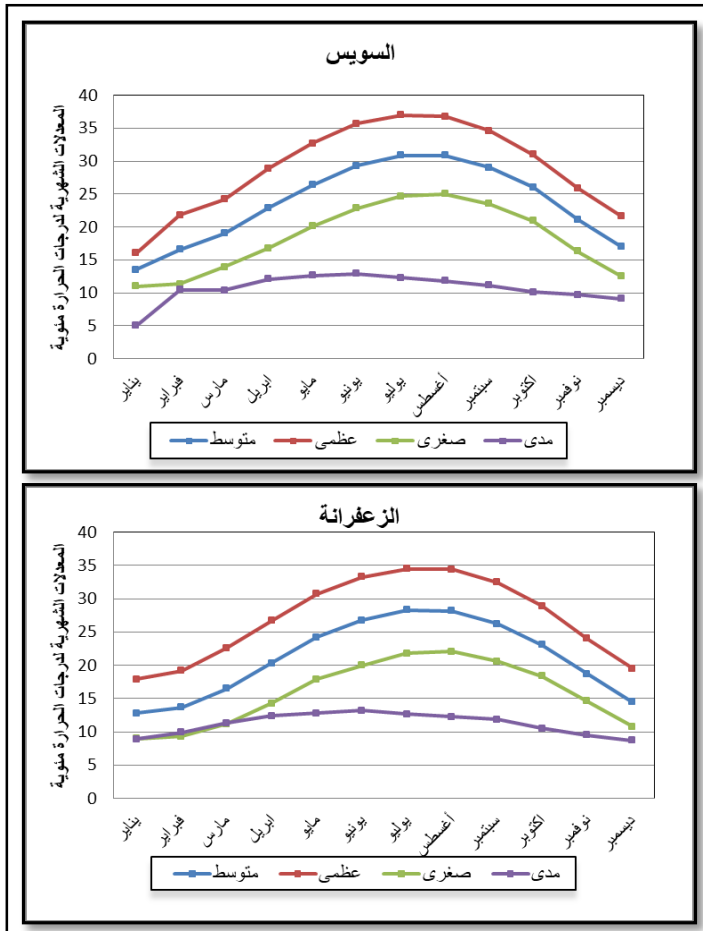 السويس
المعدلات الشهرية لدرجات الحرارة مئوية
40
35
30
25
20
15
10
5
0
يناير
فبراير
مارس
ابريل
مايو
يونيو
يوليو
أغسطس
سبتمبر
اكتوبر
نوفمبر
ديسمبر
متوسط عظمى صغرى مدى
الزعفرانة
المعدلات الشهرية لدرجات الحرارة مئوية
40
35
30
25
20
15
10
5
0
يناير
فبراير
مارس
ابريل
مايو
يونيو
يوليو
أغسطس
سبتمبر
اكتوبر
نوفمبر
ديسمبر
متوسط عظمى صغرى مدى